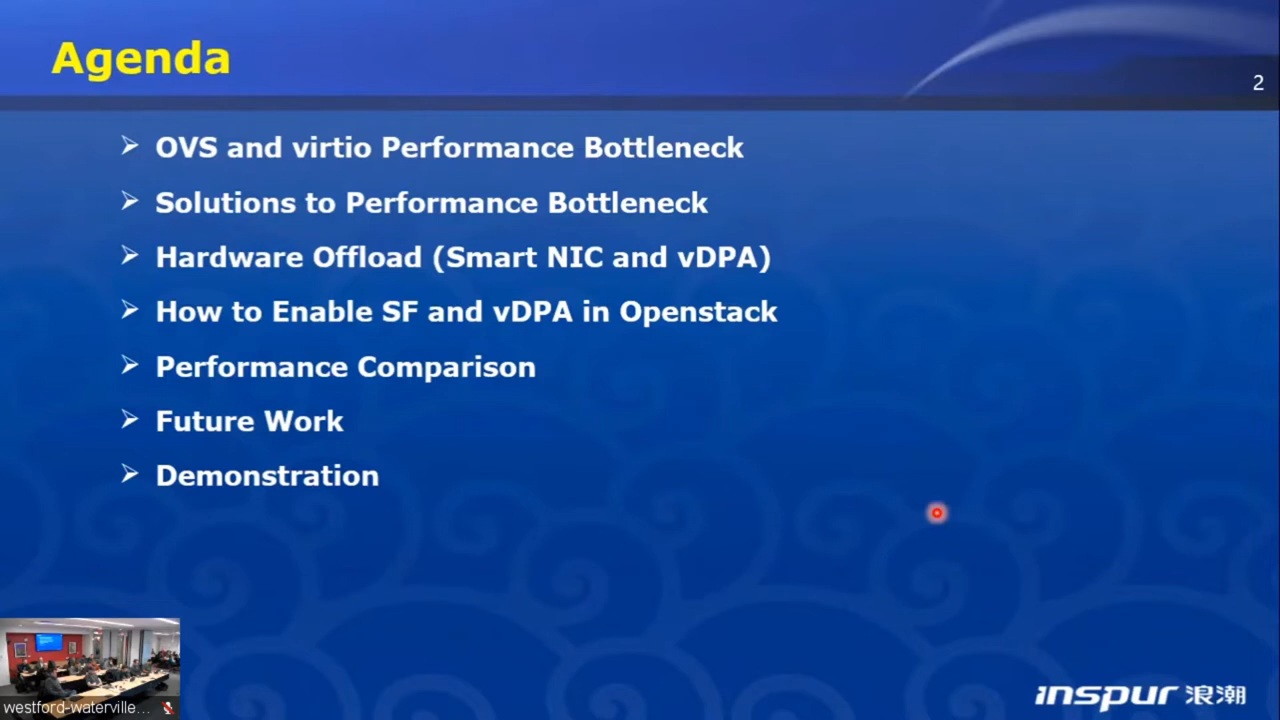 Agenda
2
➢ OVS and virtio Performance Bottleneck
➢ Solutions to Performance Bottleneck
➢ Hardware Offload (Smart NIC and vDPA)
➢ How to Enable SF and vDPA in Openstack
➢ Performance Comparison
➢ Future Work
➢ Demonstration
westford-waterville...
inspur 浪潮